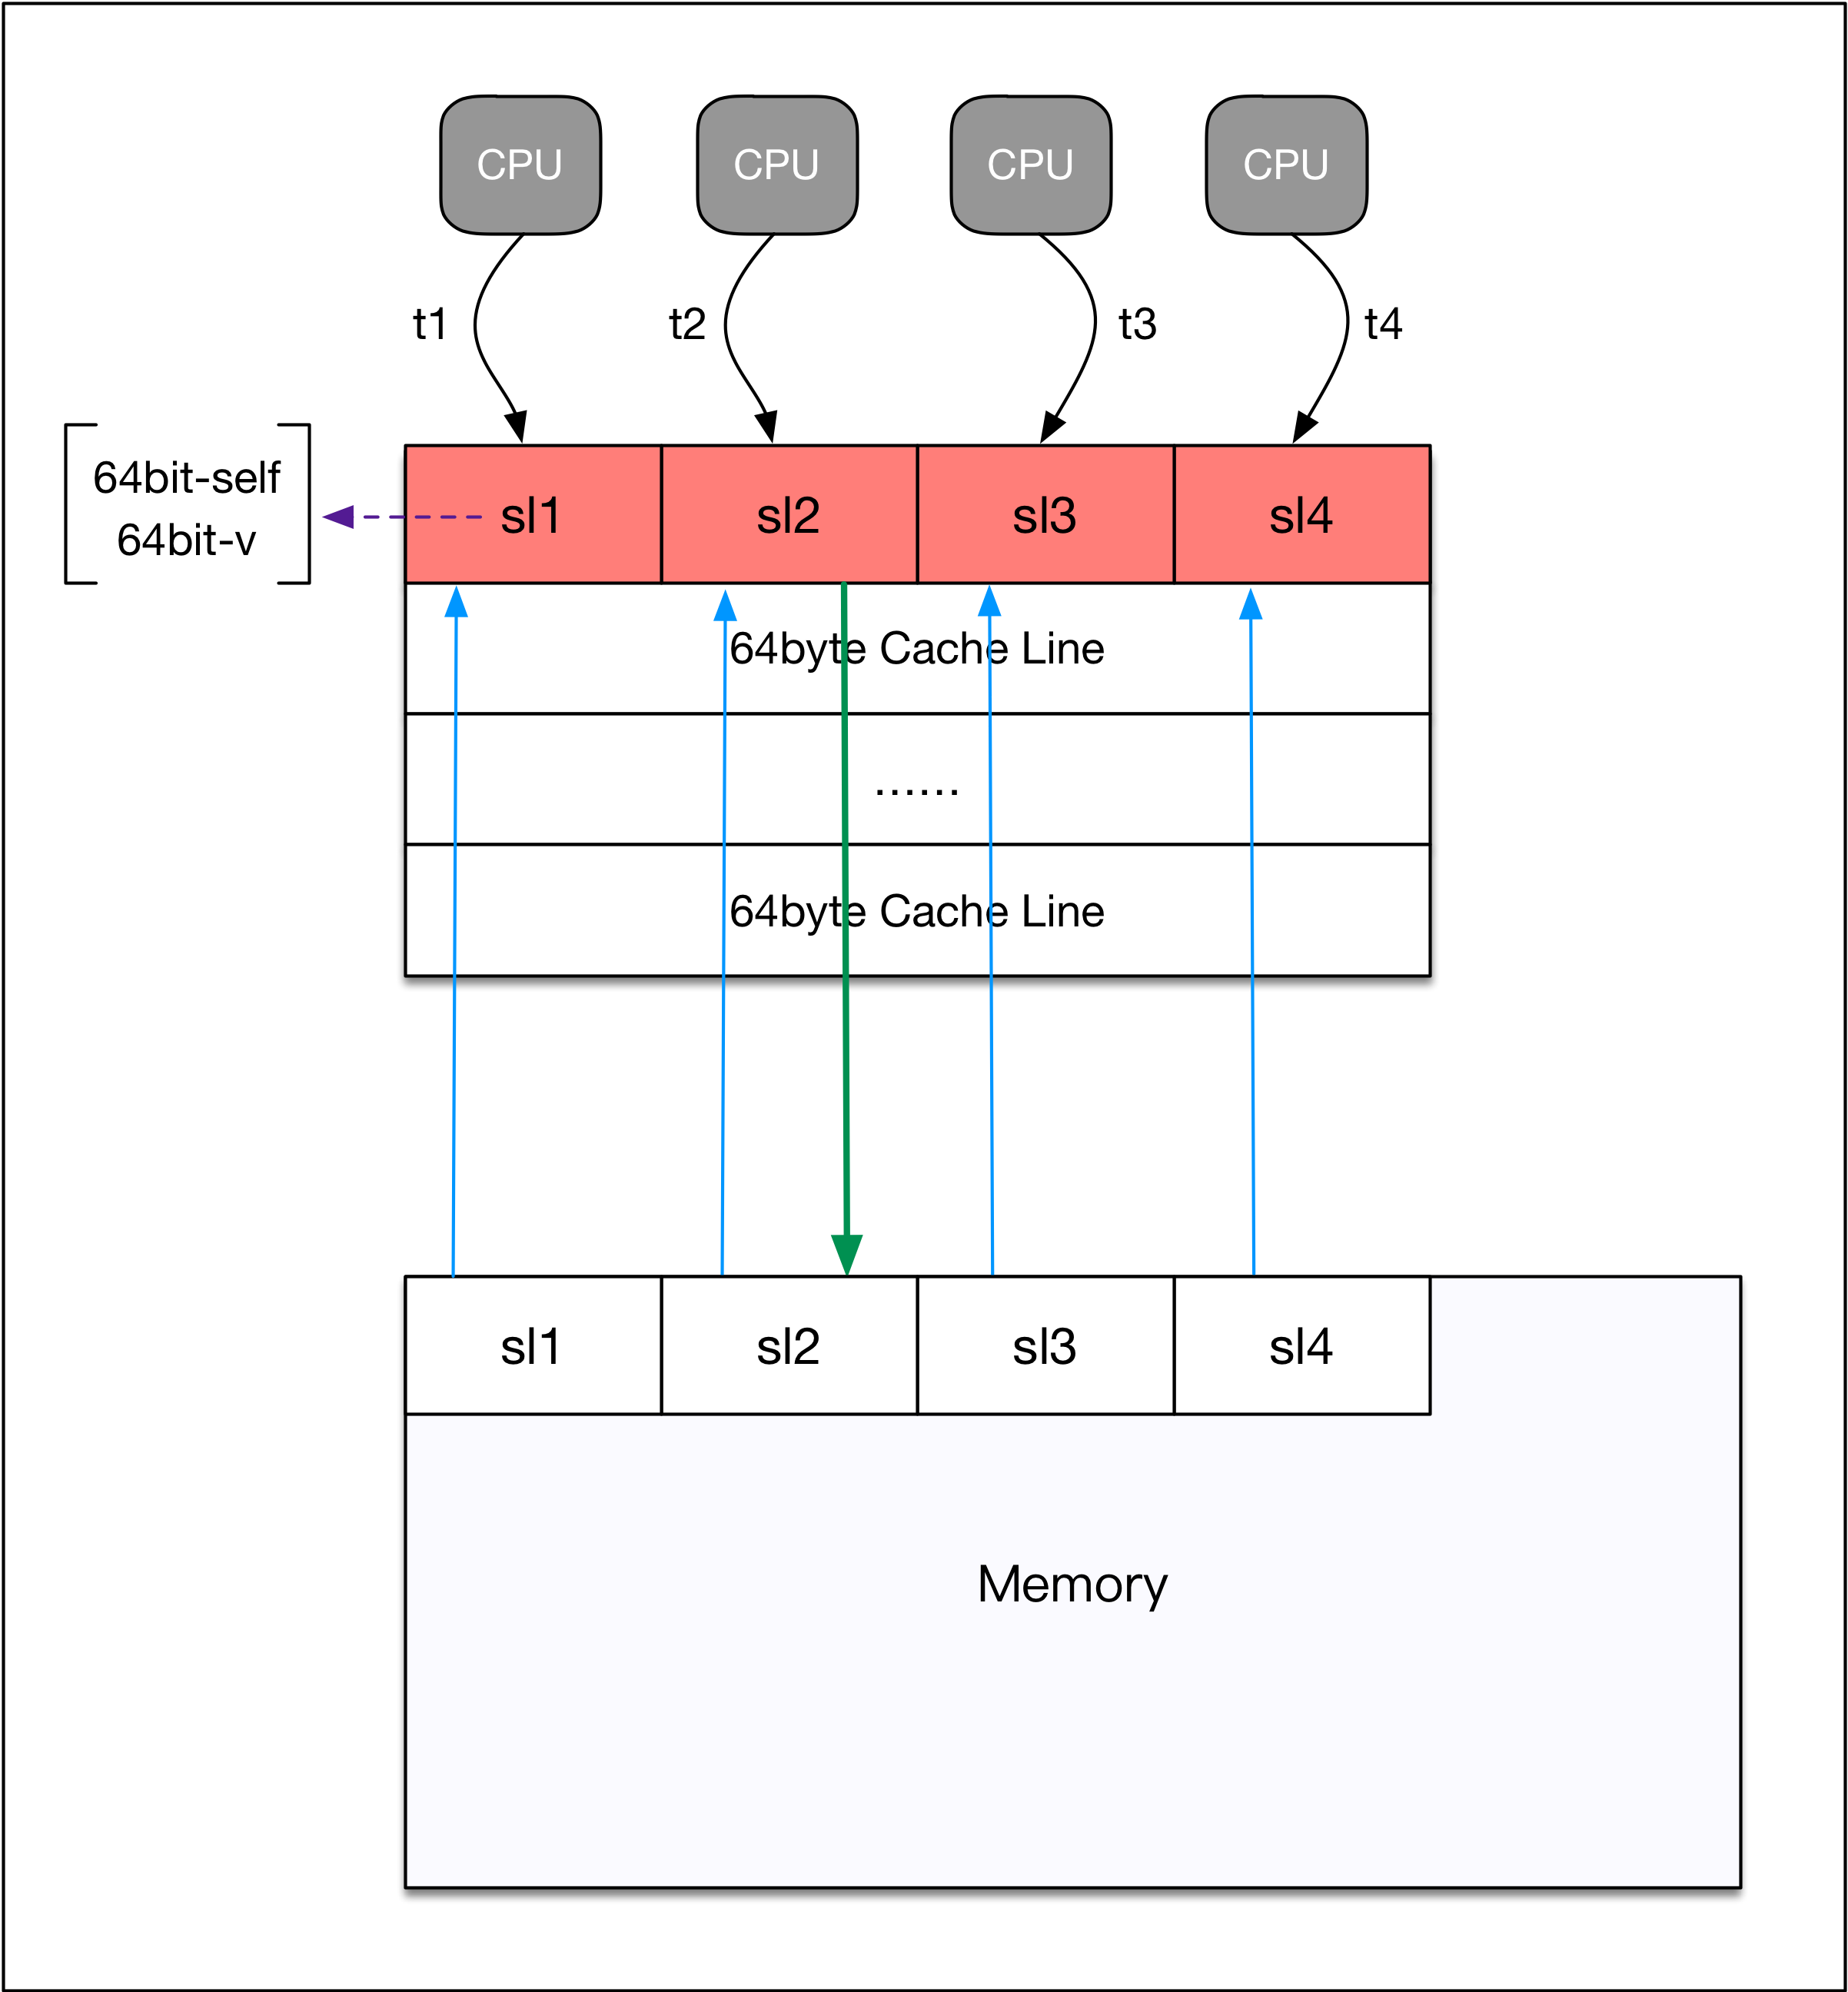 CPU CPU CPU CPU
t1 t2 t3 t4
64bit-self
64bit-v
sl1 sl2 sl3 sl4
64byte Cache Line
......
64byte Cache Line
sl1 sl2 sl3 sl4
Memory